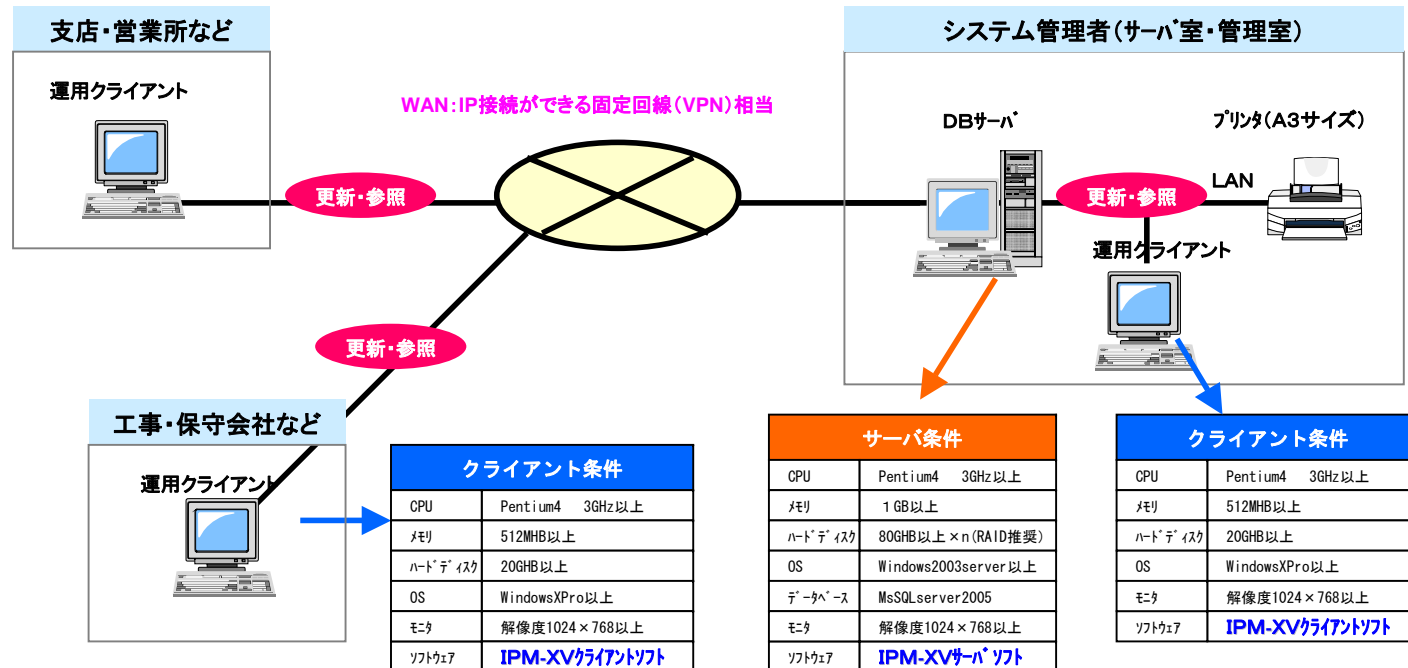 支店・営業所など
運用クライアント
更新・参照
WAN:IP接続ができる固定回線(VPN)相当
システム管理者(ｻｰﾊﾞ室・管理室)
DBｻｰﾊﾞ
ﾌﾟﾘﾝﾀ(A3サイズ)
更新・参照
LAN
運用クライアント
更新・参照
工事・保守会社など
運用クライアント
クライアント条件
CPU Pentium4 3GHz以上
ﾒﾓﾘ 512MHB以上
ﾊｰﾄﾞﾃﾞｨｽｸ 20GHB以上
OS WindowsXPro以上
ﾓﾆﾀ 解像度1024×768以上
ｿﾌﾄｳｪｱ IPM-XVｸﾗｲｱﾝﾄｿﾌﾄ
サーバ条件
CPU Pentium4 3GHz以上
ﾒﾓﾘ １GB以上
ﾊｰﾄﾞﾃﾞｨｽｸ 80GHB以上×n(RAID推奨)
OS Windows2003server以上
ﾃﾞｰﾀﾍﾞｰｽ MsSQLserver2005
ﾓﾆﾀ 解像度1024×768以上
ｿﾌﾄｳｪｱ IPM-XVｻｰﾊﾞｿﾌﾄ
クライアント条件
CPU Pentium4 3GHz以上
ﾒﾓﾘ 512MHB以上
ﾊｰﾄﾞﾃﾞｨｽｸ 20GHB以上
OS WindowsXPro以上
ﾓﾆﾀ 解像度1024×768以上
ｿﾌﾄｳｪｱ IPM-XVｸﾗｲｱﾝﾄｿﾌﾄ